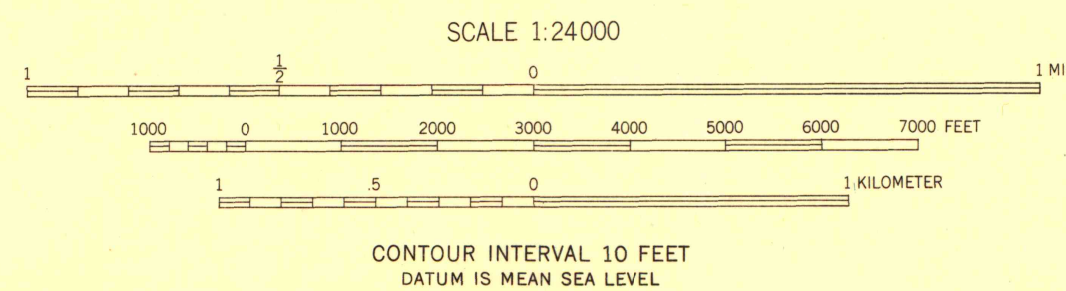 SCALE 1:24000
1 1/2 0 1 MI
1000 0 1000 2000 3000 4000 5000 6000 7000 FEET
1 .5 0 1 KILOMETER
CONTOUR INTERVAL 10 FEET
DATUM IS MEAN SEA LEVEL